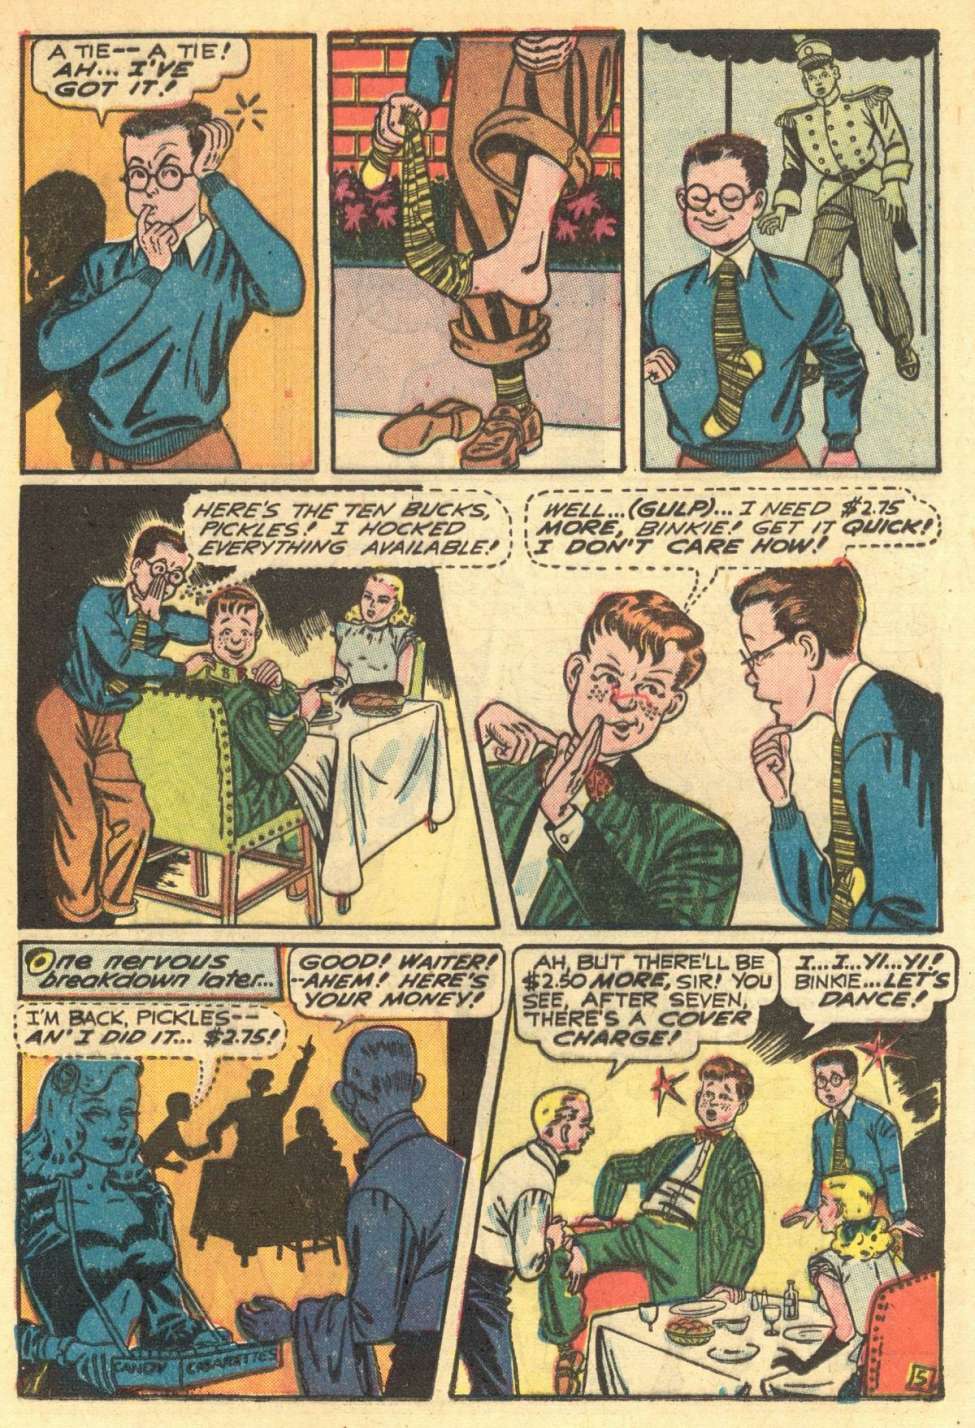 A TIE-- A TIE!
AH... I'VE
GOT IT!
HERE'S THE TEN BUCKS,
PICKLES! I HOCKED
EVERYTHING AVAILABLE!
WELL...(GULP)...I NEED $2.75
MORE, BINKIE! GET IT QUICK!
I DON'T CARE HOW!
One nervous
breakdown later...
I'M BACK, PICKLES--
AN' I DID IT... $2.75!
GOOD! WAITER!
--AHEM! HERE'S
YOUR MONEY!
CANDY CIGARETTES
AH, BUT THERE'LL BE
$2.50 MORE, SIR! YOU
SEE, AFTER SEVEN,
THERE'S A COVER
CHARGE!
I...I...YI...YI!
BINKIE...LET'S
DANCE!
5